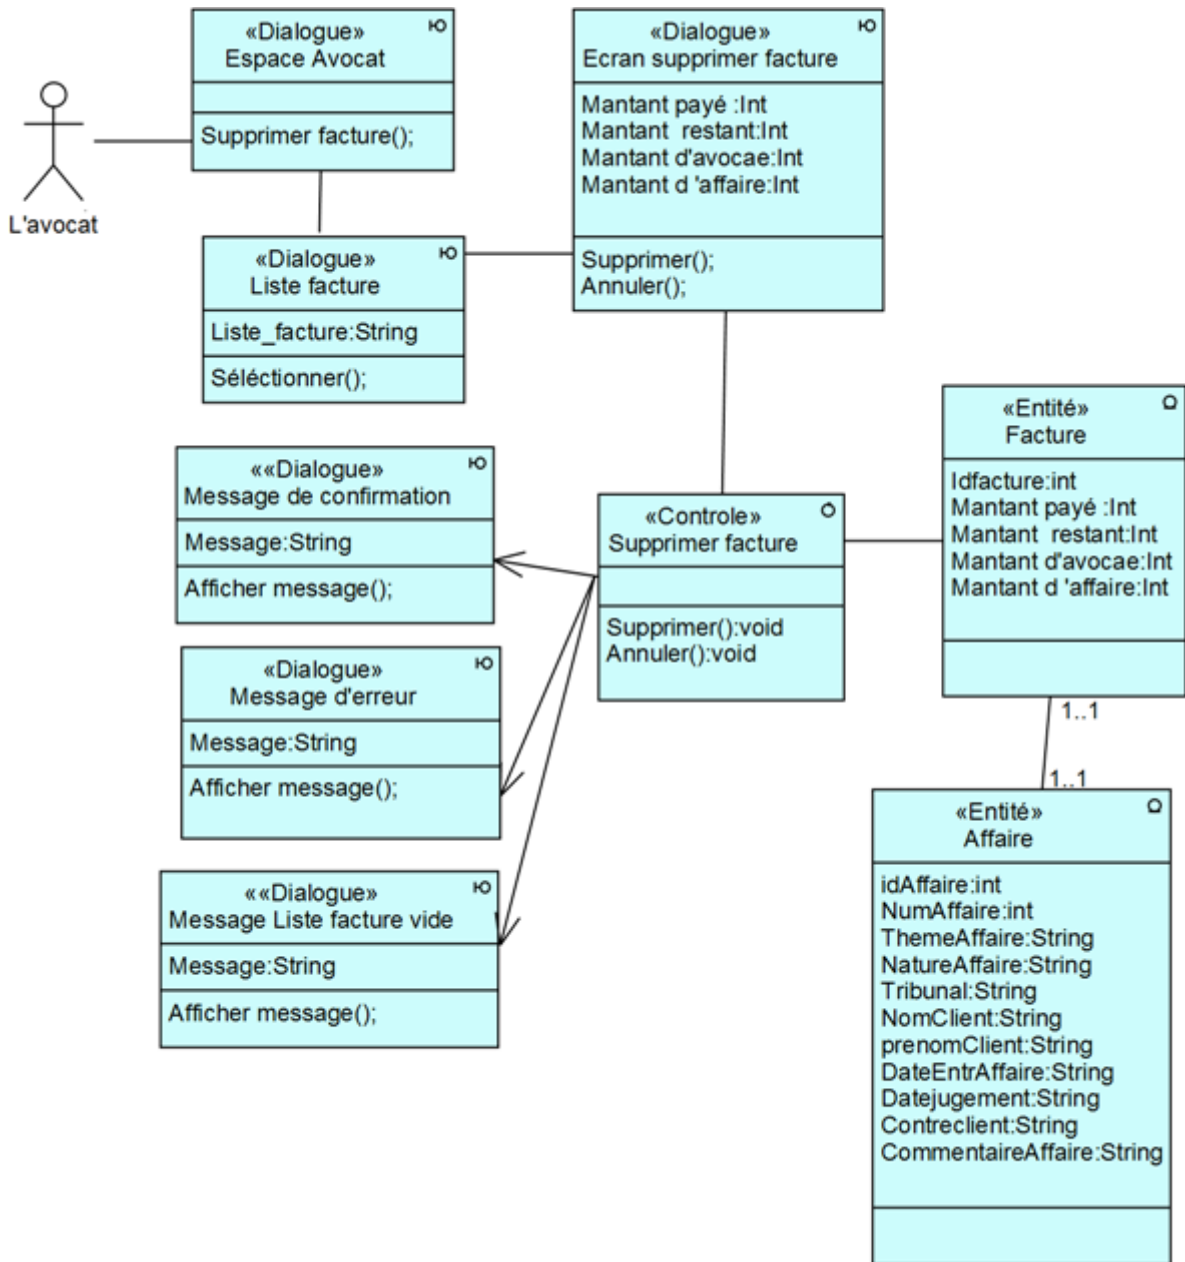 «Dialogue»
Espace Avocat
Supprimer facture();
L'avocat
«Dialogue»
Ecran supprimer facture
Mantant payé :Int
Mantant  restant:Int
Mantant d'avocae:Int
Mantant d 'affaire:Int
Supprimer();
Annuler();
«Dialogue»
Liste facture
Liste_facture:String
Séléctionner();
««Dialogue»
Message de confirmation
Message:String
Afficher message();
«Controle»
Supprimer facture
Supprimer():void
Annuler():void
«Entité»
Facture
Idfacture:int
Mantant payé :Int
Mantant  restant:Int
Mantant d'avocae:Int
Mantant d 'affaire:Int
1..1
1..1
«Dialogue»
Message d'erreur
Message:String
Afficher message();
««Dialogue»
Message Liste facture vide
Message:String
Afficher message();
«Entité»
Affaire
idAffaire:int
NumAffaire:int
ThemeAffaire:String
NatureAffaire:String
Tribunal:String
NomClient:String
prenomClient:String
DateEntrAffaire:String
Datejugement:String
Contreclient:String
CommentaireAffaire:String